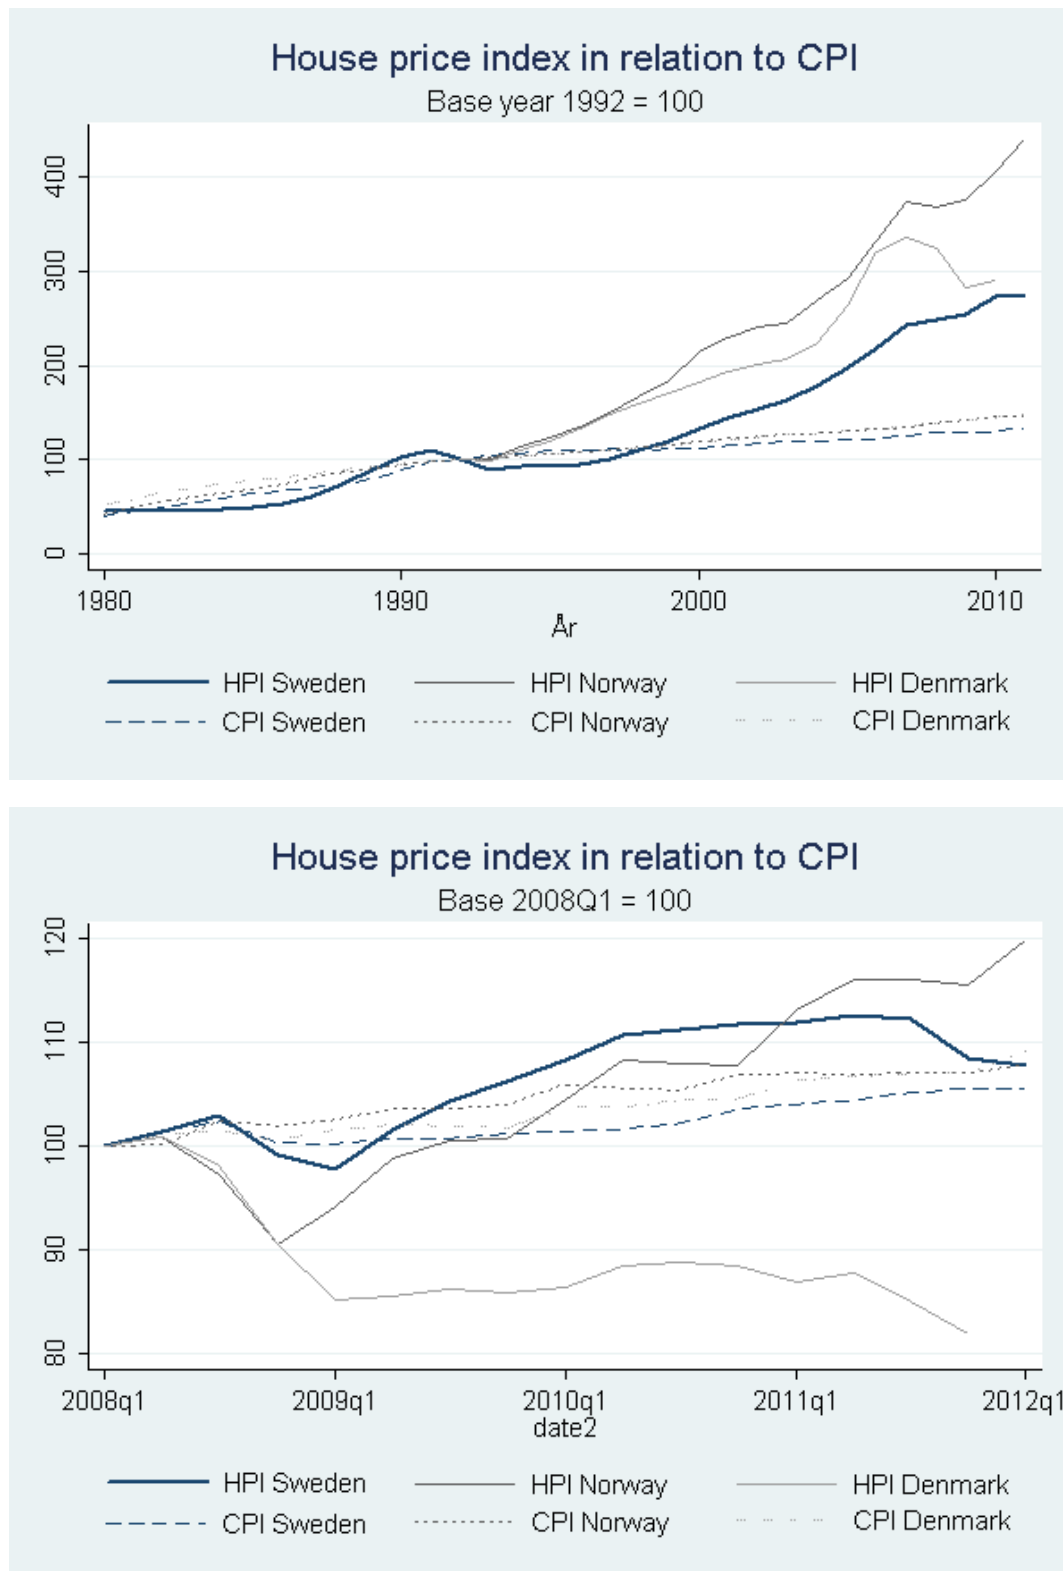 House price index in relation to CPI
Base year 1992 = 100
400
300
200
100
0
1980 1990 2000 2010
År
HPI Sweden HPI Norway HPI Denmark
CPI Sweden CPI Norway CPI Denmark
House price index in relation to CPI
Base 2008Q1 = 100
120
110
100
90
80
2008q1 2009q1 2010q1 2011q1 2012q1
date2
HPI Sweden HPI Norway HPI Denmark
CPI Sweden CPI Norway CPI Denmark